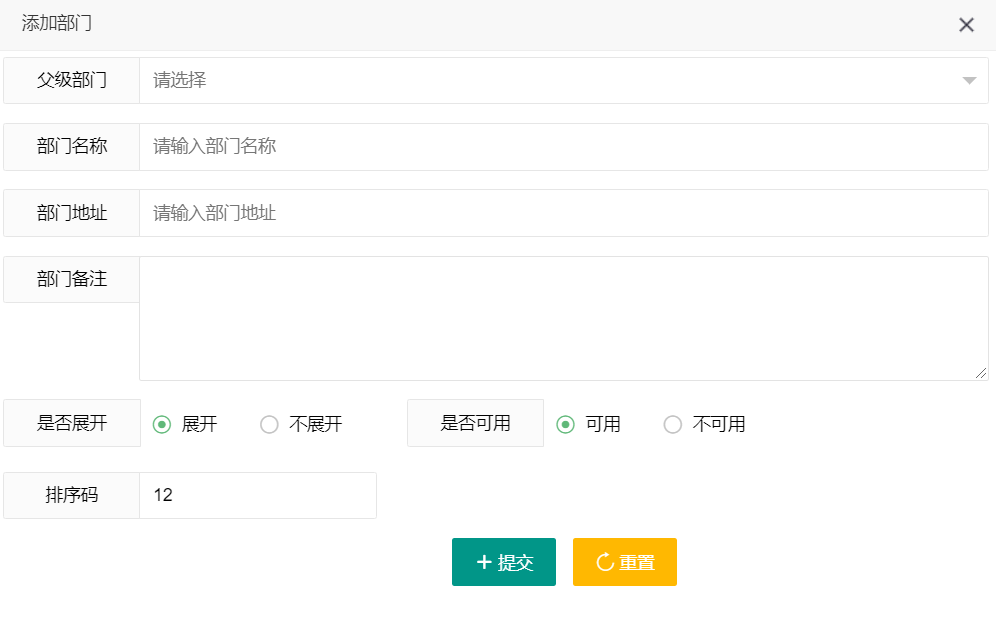 添加部门
父级部门 请选择
部门名称 请输入部门名称
部门地址 请输入部门地址
部门备注
是否展开 展开 不展开 是否可用 可用 不可用
排序码 12
提交 重置